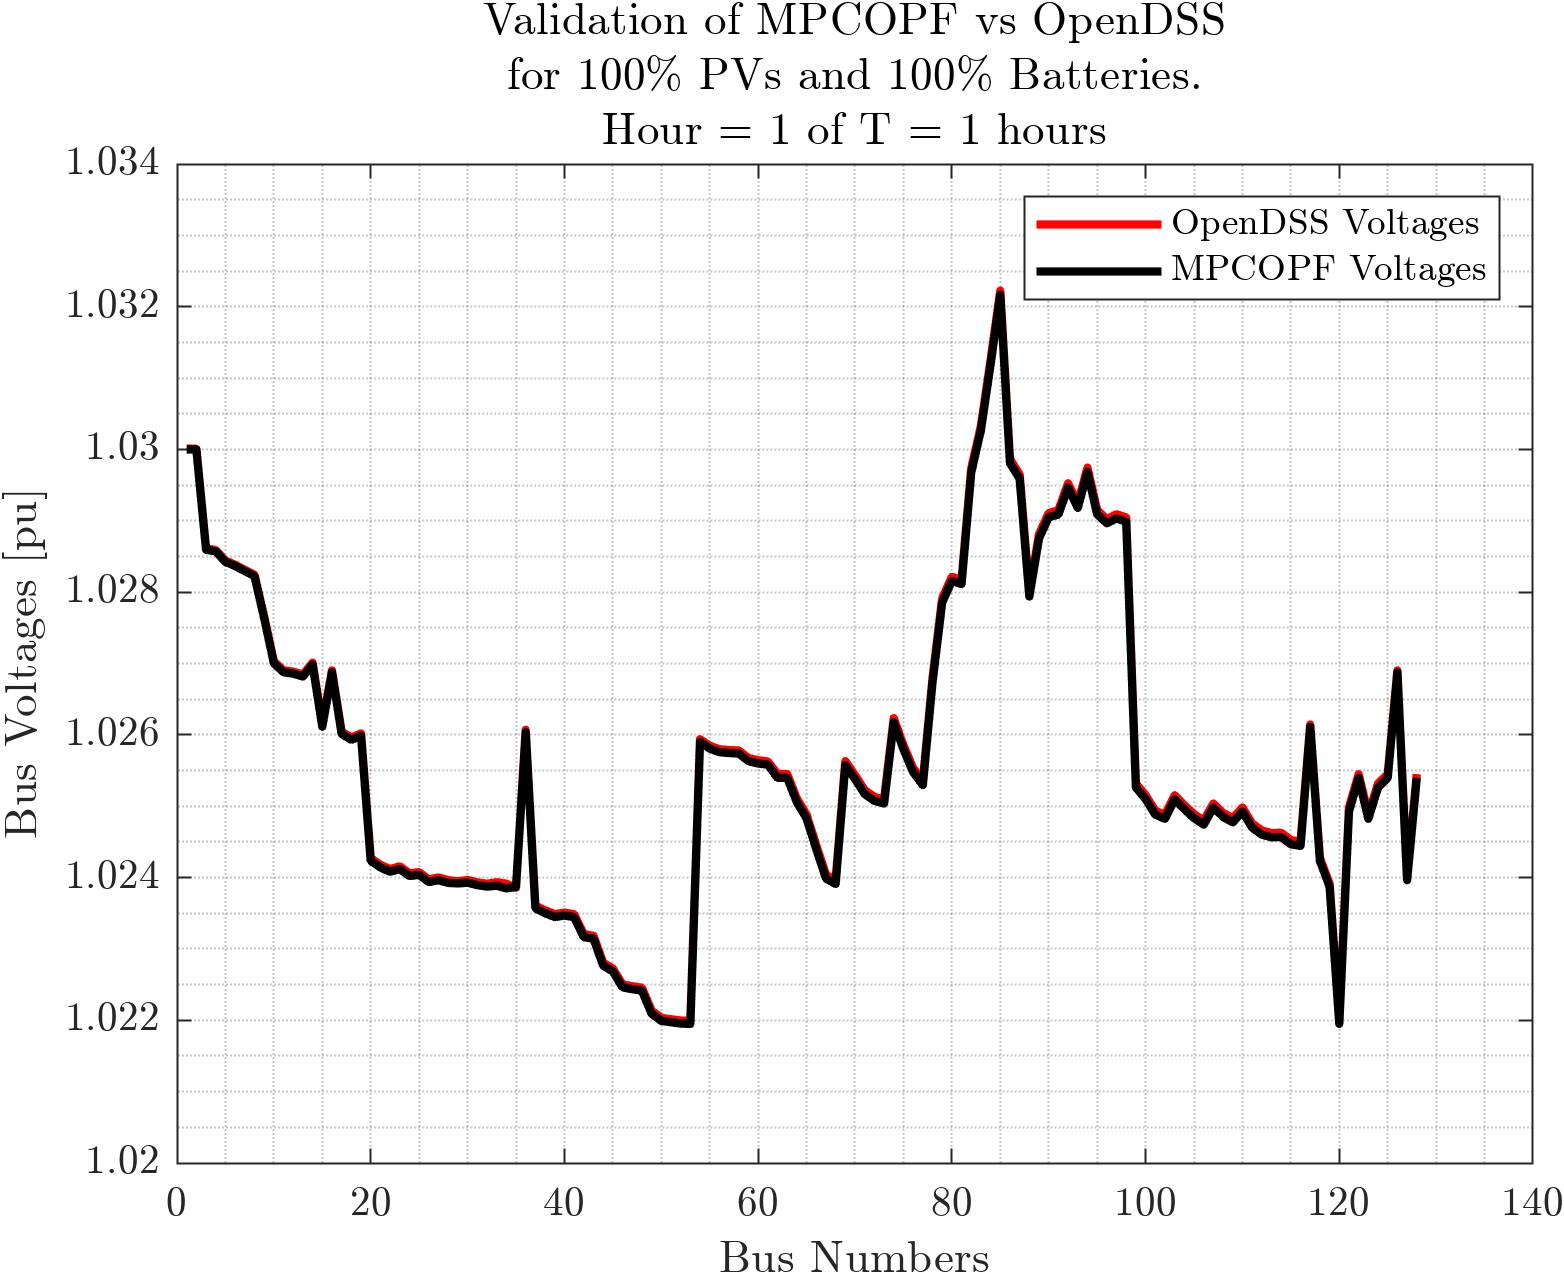 Validation of MPCOPF vs OpenDSS
for 100% PVs and 100% Batteries.
Hour = 1 of T = 1 hours
1.034
1.032
1.03
1.028
1.026
1.024
1.022
1.02
Bus Voltages [pu]
OpenDSS Voltages
MPCOPF Voltages
0 20 40 60 80 100 120 140
Bus Numbers